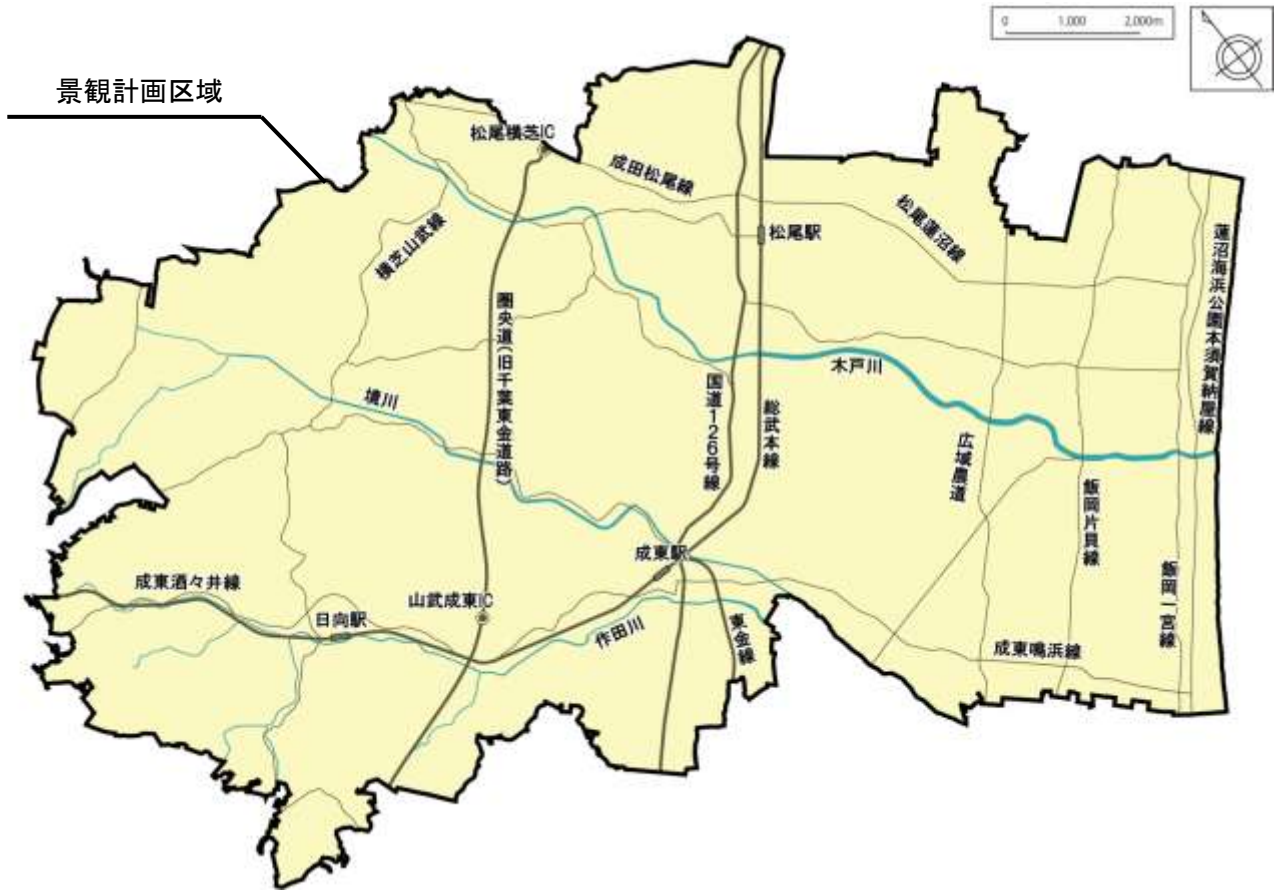 0 1,000 2,000m
景観計画区域
松尾横芝IC
成田松尾線
松尾蓮沼線
蓮沼海浜公園本須賀納屋線
横芝山武線
松尾駅
圏央道(旧千葉東金道路)
木戸川
境川
国道126号線
総武本線
広域農道
飯岡片貝線
飯岡一宮線
成東駅
成東酒々井線
日向駅
山武成東IC
作田川
東金線
成東鳴浜線